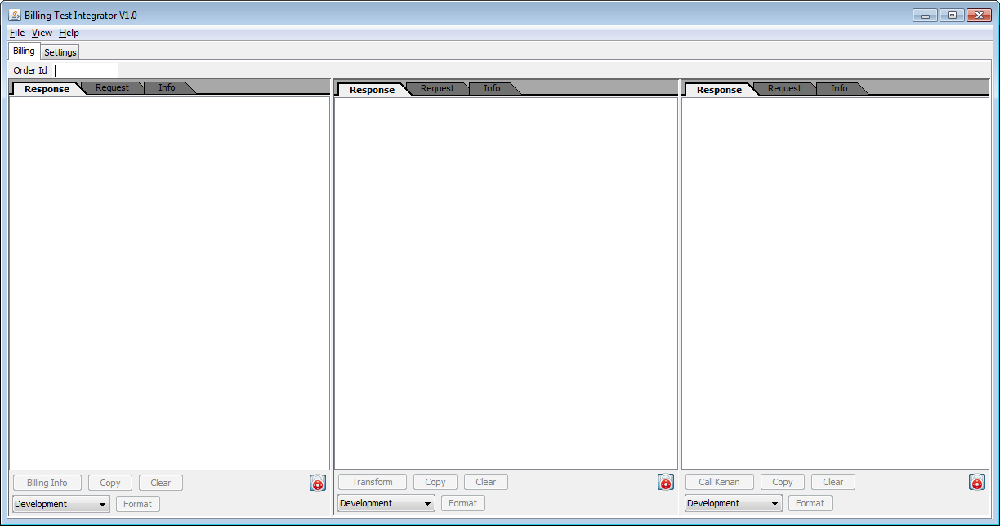 Billing Test Integrator V1.0
File View Help
Billing Settings
Order Id
Response Request Info
Response Request Info
Response Request Info
Billing Info Copy Clear
Development Format
Transform Copy Clear
Development Format
Call Kenan Copy Clear
Development Format